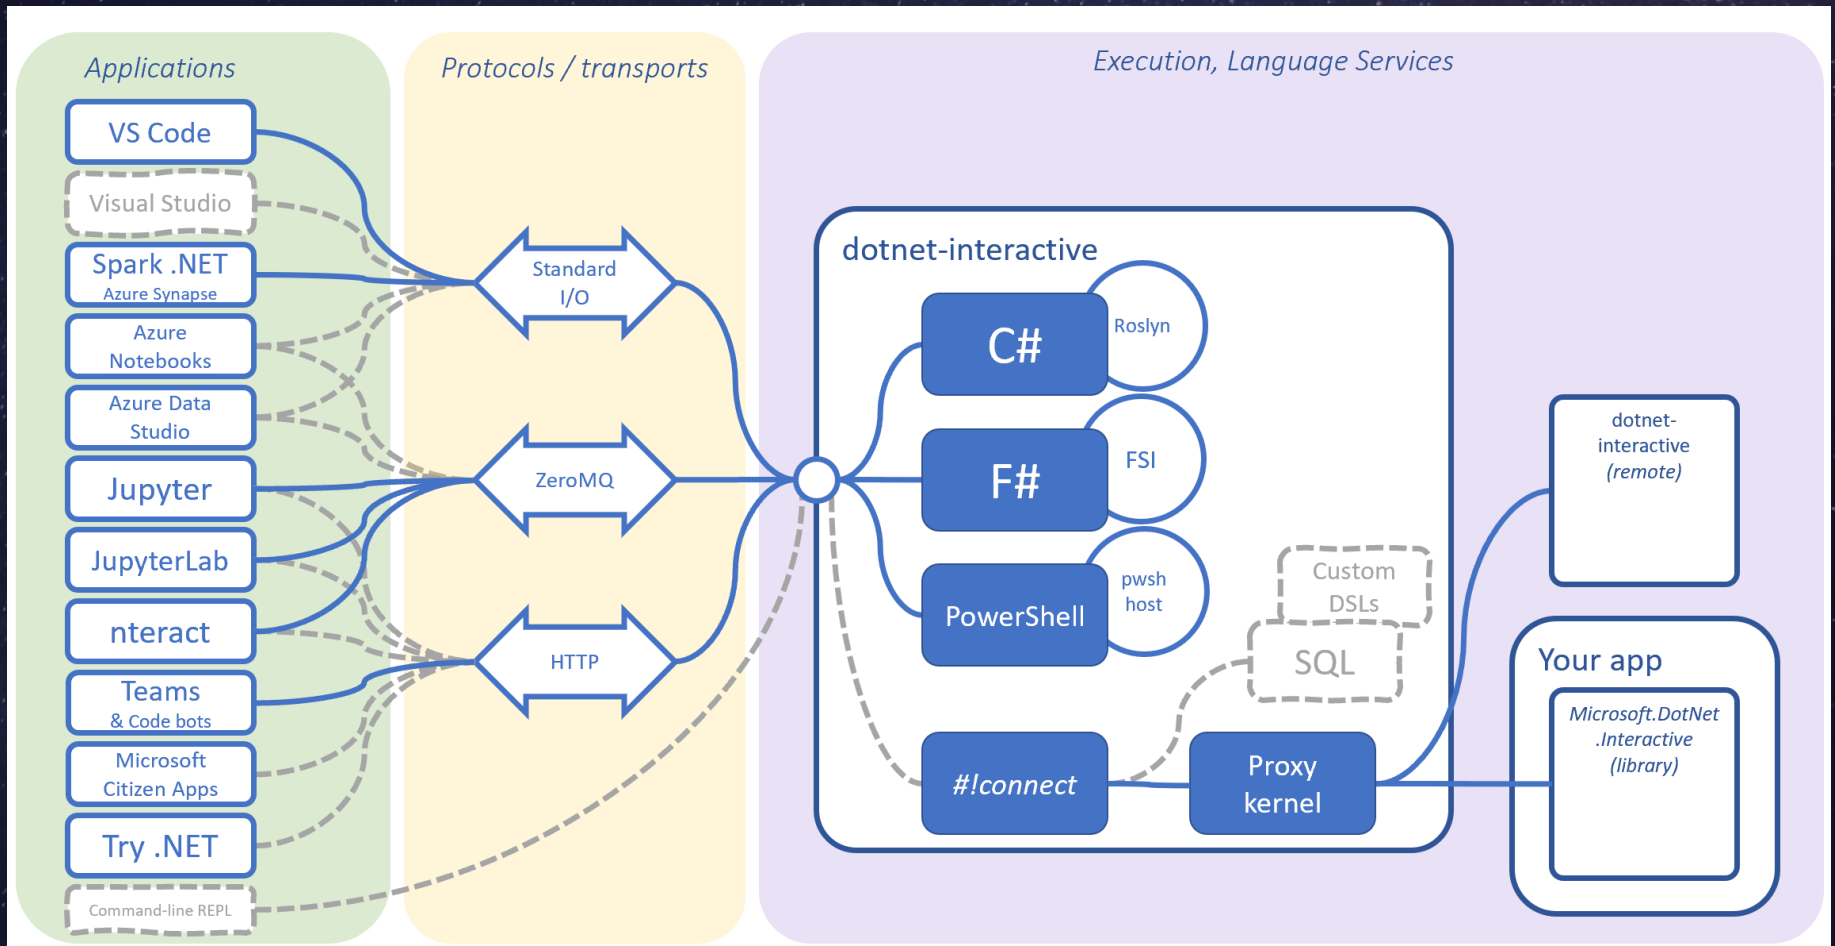 Applications
VS Code
Visual Studio
Spark .NET
Azure Synapse
Azure
Notebooks
Azure Data
Studio
Jupyter
JupyterLab
nteract
Teams
& Code bots
Microsoft
Citizen Apps
Try .NET
Command-line REPL
Protocols / transports
Standard
I/O
ZeroMQ
HTTP
Execution, Language Services
dotnet-interactive
C#
Roslyn
F#
FSI
PowerShell
pwsh
host
Custom
DSLs
SQL
#!connect
Proxy
kernel
dotnet-
interactive
(remote)
Your app
Microsoft.DotNet
.Interactive
(library)